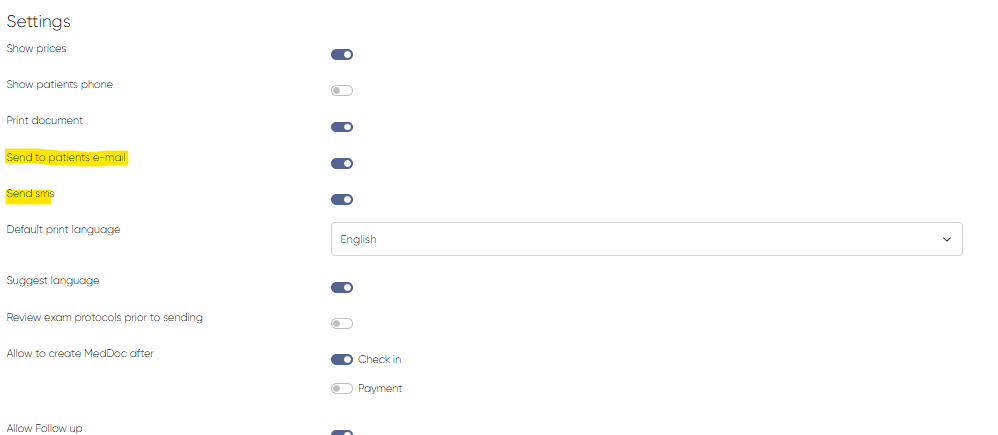 Settings
Show prices
Show patients phone
Print document
Send to patients e-mail
Send sms
Default print language
English
Suggest language
Review exam protocols prior to sending
Allow to create MedDoc after
Check in
Payment
Allow Follow up